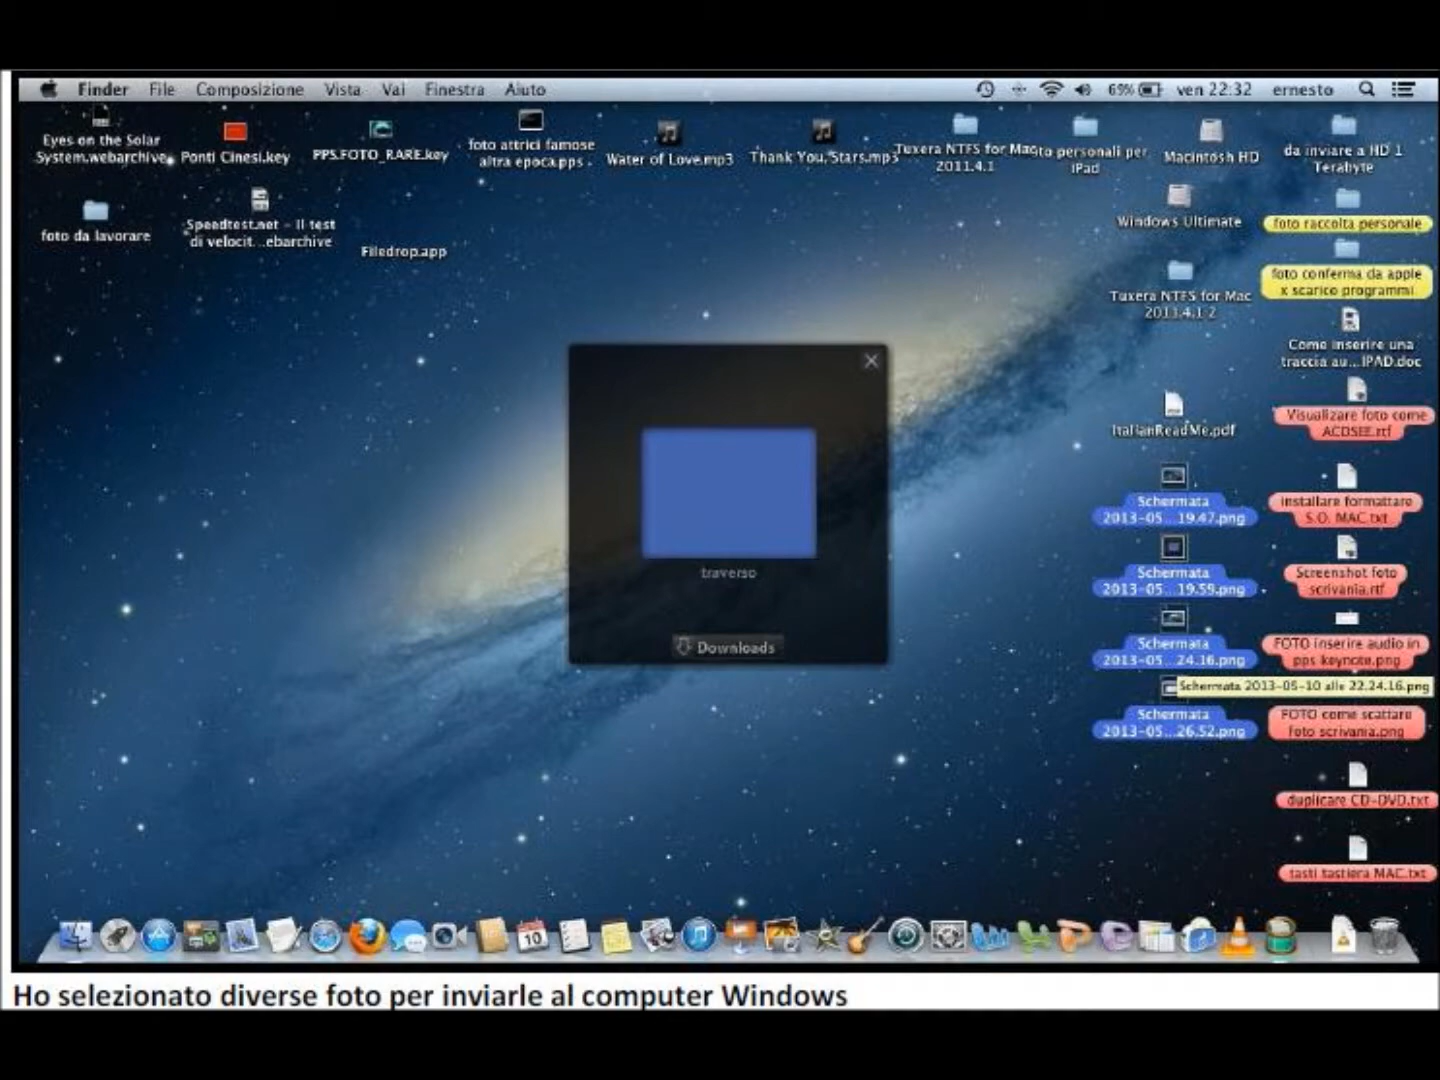 Finder File Composizione Vista Vai Finestra Aiuto 69% ven 22:32 ernesto
Eyes on the Solar
System.webarchive
Ponti Cinesi.key
PPS.FOTO_RARE.key
foto attrici famose
altra epoca.pps
Water of Love.mp3
Thank You, Stars.mp3
Tuxera NTFS for Mac
2011.4.1
to personali per
iPad
Macintosh HD
da inviare a HD 1
Terabyte
foto da lavorare
Speedtest.net - Il test
di velocit...ebarchive
Filedrop.app
Windows Ultimate
foto raccolta personale
foto conferma da apple
x scarico programmi
Tuxera NTFS for Mac
2011.4.1 2
Come inserire una
traccia au...IPAD.doc
ItalianReadMe.pdf
Visualizzare foto come
ACDSEE.rtf
Schermata
2013-05...19.47.png
installare formattare
S.O. MAC.txt
Schermata
2013-05...19.59.png
Screenshot foto
scrivania.rtf
Schermata
2013-05...24.16.png
FOTO inserire audio in
pps keynote.png
Schermata 2013-05-10 alle 22.24.16.png
Schermata
2013-05...26.52.png
FOTO come scattare
foto scrivania.png
duplicare CD-DVD.txt
tasti tastiera MAC.txt
traverso
Downloads
10
Ho selezionato diverse foto per inviarle al computer Windows